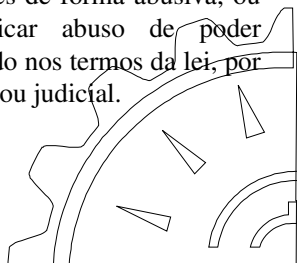 es de forma abusiva, ou
icar abuso de poder
do nos termos da lei, por
ou judicial.